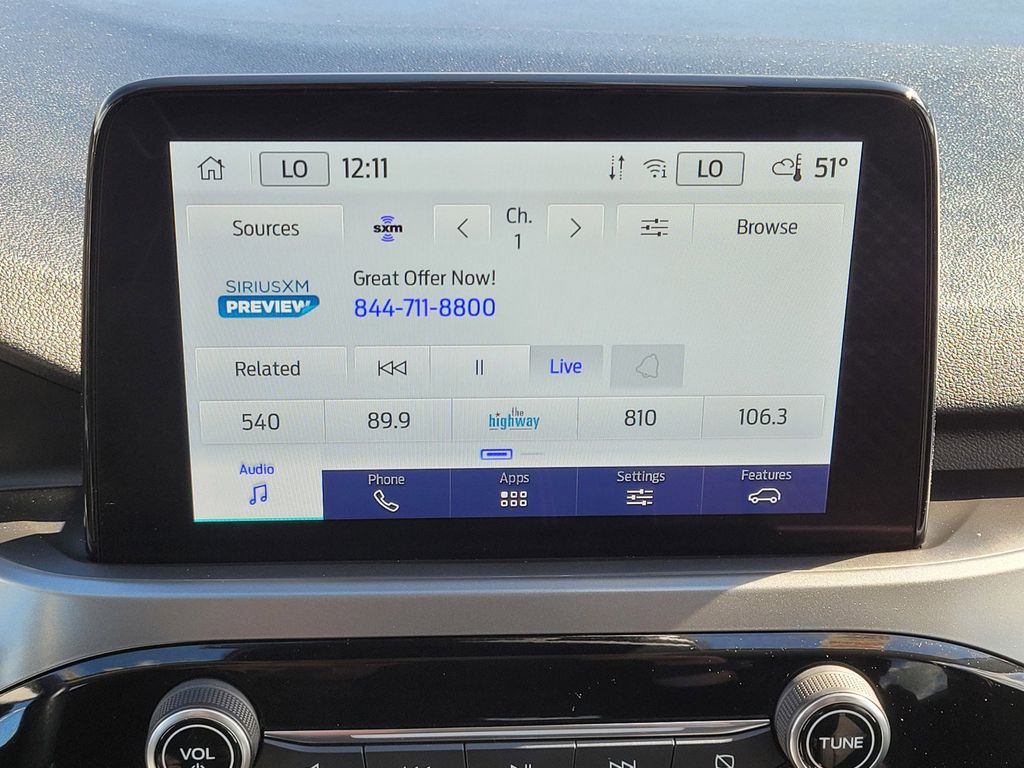 LO 12:11 LO 51°
Sources sxm Ch. 1 Browse
SIRIUSXM
PREVIEW
Great Offer Now!
844-711-8800
Related Live
540 89.9 the highway 810 106.3
Audio Phone Apps Settings Features
VOL TUNE